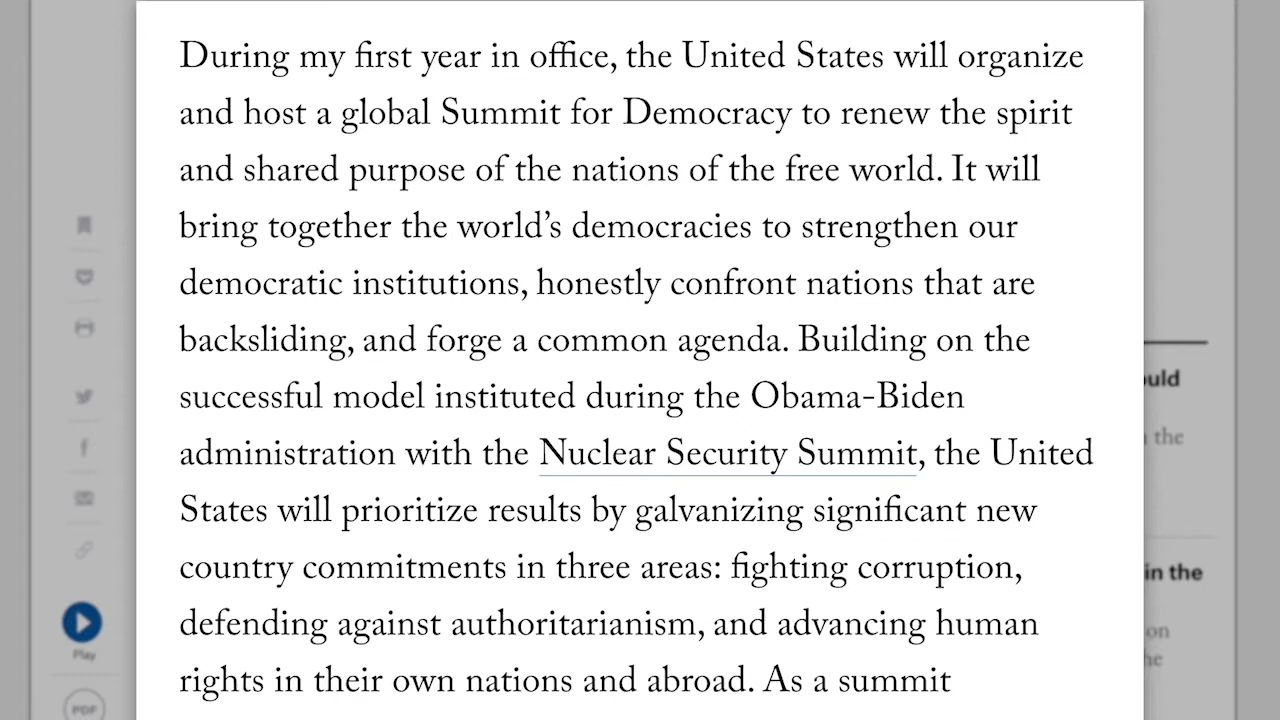 During my first year in office, the United States will organize
and host a global Summit for Democracy to renew the spirit
and shared purpose of the nations of the free world. It will
bring together the world’s democracies to strengthen our
democratic institutions, honestly confront nations that are
backsliding, and forge a common agenda. Building on the
successful model instituted during the Obama-Biden
administration with the Nuclear Security Summit, the United
States will prioritize results by galvanizing significant new
country commitments in three areas: fighting corruption,
defending against authoritarianism, and advancing human
rights in their own nations and abroad. As a summit
Play
PDF
the
in the
on